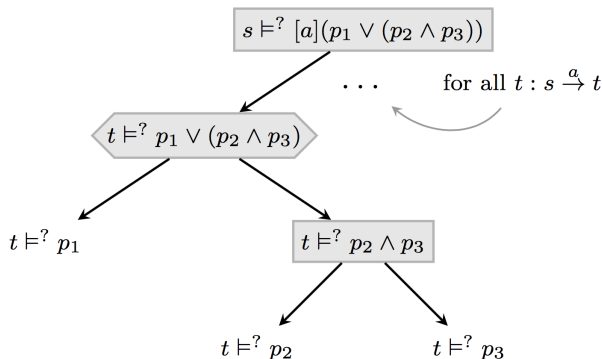 s ⊨? [a](p₁ ∨ (p₂ ∧ p₃))
... for all t : s →ᵃ t
t ⊨? p₁ ∨ (p₂ ∧ p₃)
t ⊨? p₁
t ⊨? p₂ ∧ p₃
t ⊨? p₂
t ⊨? p₃